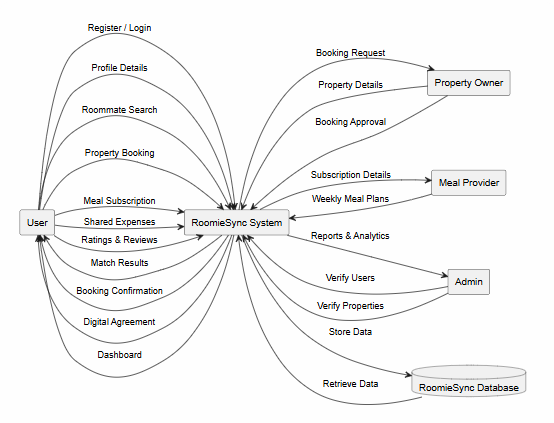 Register / Login
Profile Details
Roommate Search
Property Booking
Meal Subscription
Shared Expenses
Ratings & Reviews
Match Results
Booking Confirmation
Digital Agreement
Dashboard
User
RoomieSync System
Booking Request
Property Details
Booking Approval
Subscription Details
Weekly Meal Plans
Reports & Analytics
Verify Users
Verify Properties
Store Data
Retrieve Data
Property Owner
Meal Provider
Admin
RoomieSync Database